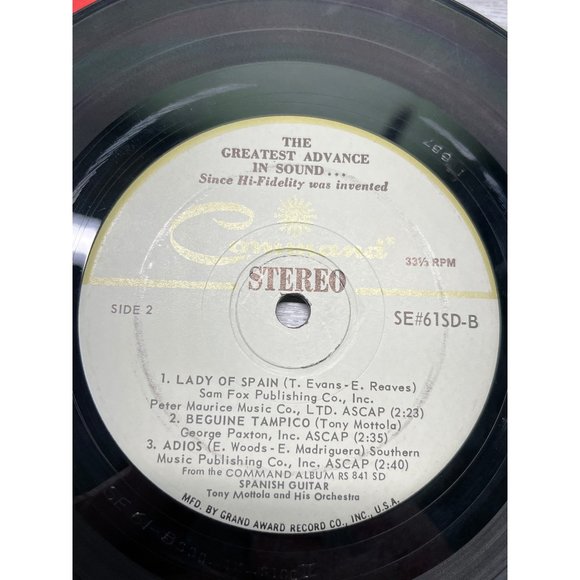 THE
GREATEST ADVANCE
IN SOUND...
Since Hi-Fidelity was invented
Command
33⅓ RPM
STEREO
SIDE 2
SE#61SD-B
1. LADY OF SPAIN (T. Evans-E. Reaves)
Sam Fox Publishing Co., Inc.
Peter Maurice Music Co., LTD. ASCAP (2:23)
2. BEGUINE TAMPICO (Tony Mottola)
George Paxton, Inc. ASCAP (2:35)
3. ADIOS (E. Woods-E. Madriguera) Southern
Music Publishing Co., Inc. ASCAP (2:40)
From the COMMAND ALBUM RS 841 SD
SPANISH GUITAR
Tony Mottola and His Orchestra
MFD. BY GRAND AWARD RECORD CO., INC., U.S.A.